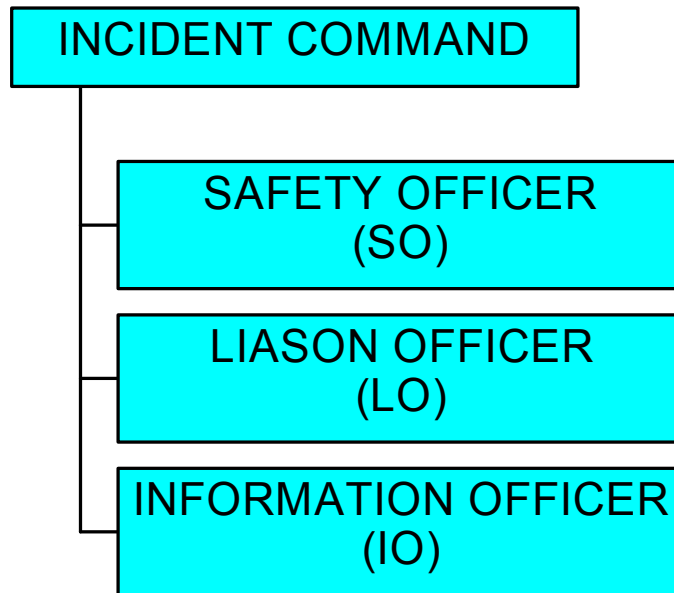 INCIDENT COMMAND
SAFETY OFFICER
(SO)
LIASON OFFICER
(LO)
INFORMATION OFFICER
(IO)